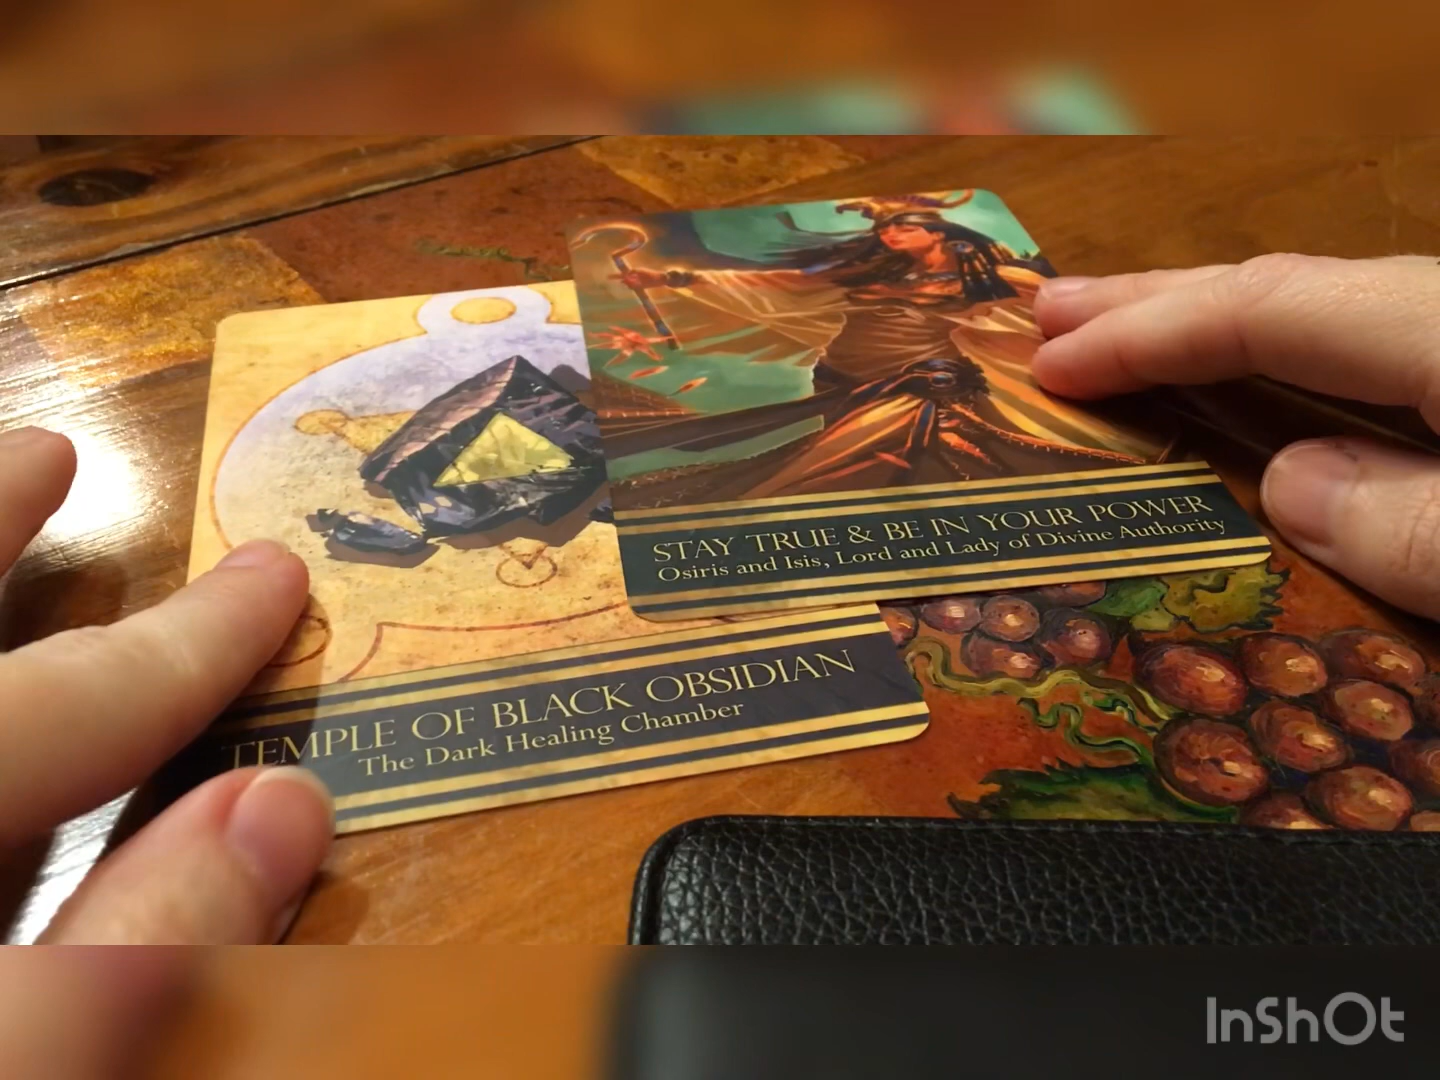 STAY TRUE & BE IN YOUR POWER
Osiris and Isis, Lord and Lady of Divine Authority
TEMPLE OF BLACK OBSIDIAN
The Dark Healing Chamber
InShOt